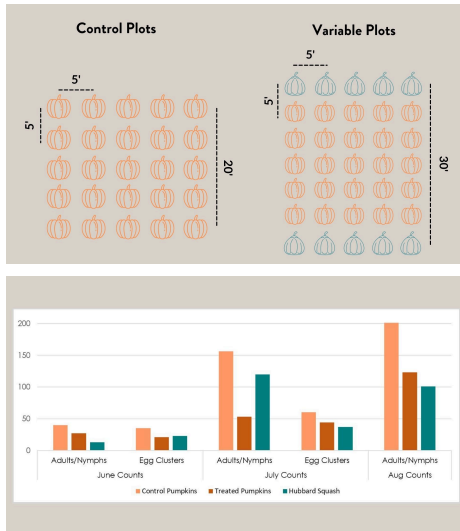 Control Plots
Variable Plots
5'
5'
5'
5'
20'
30'
200
150
100
50
0
Adults/Nymphs
Egg Clusters
Adults/Nymphs
Egg Clusters
Adults/Nymphs
June Counts
July Counts
Aug Counts
Control Pumpkins
Treated Pumpkins
Hubbard Squash